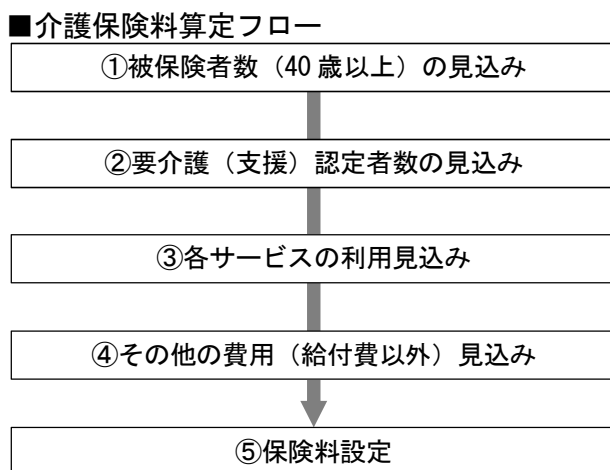 ■介護保険料算定フロー
①被保険者数（40歳以上）の見込み
②要介護（支援）認定者数の見込み
③各サービスの利用見込み
④その他の費用（給付費以外）見込み
⑤保険料設定